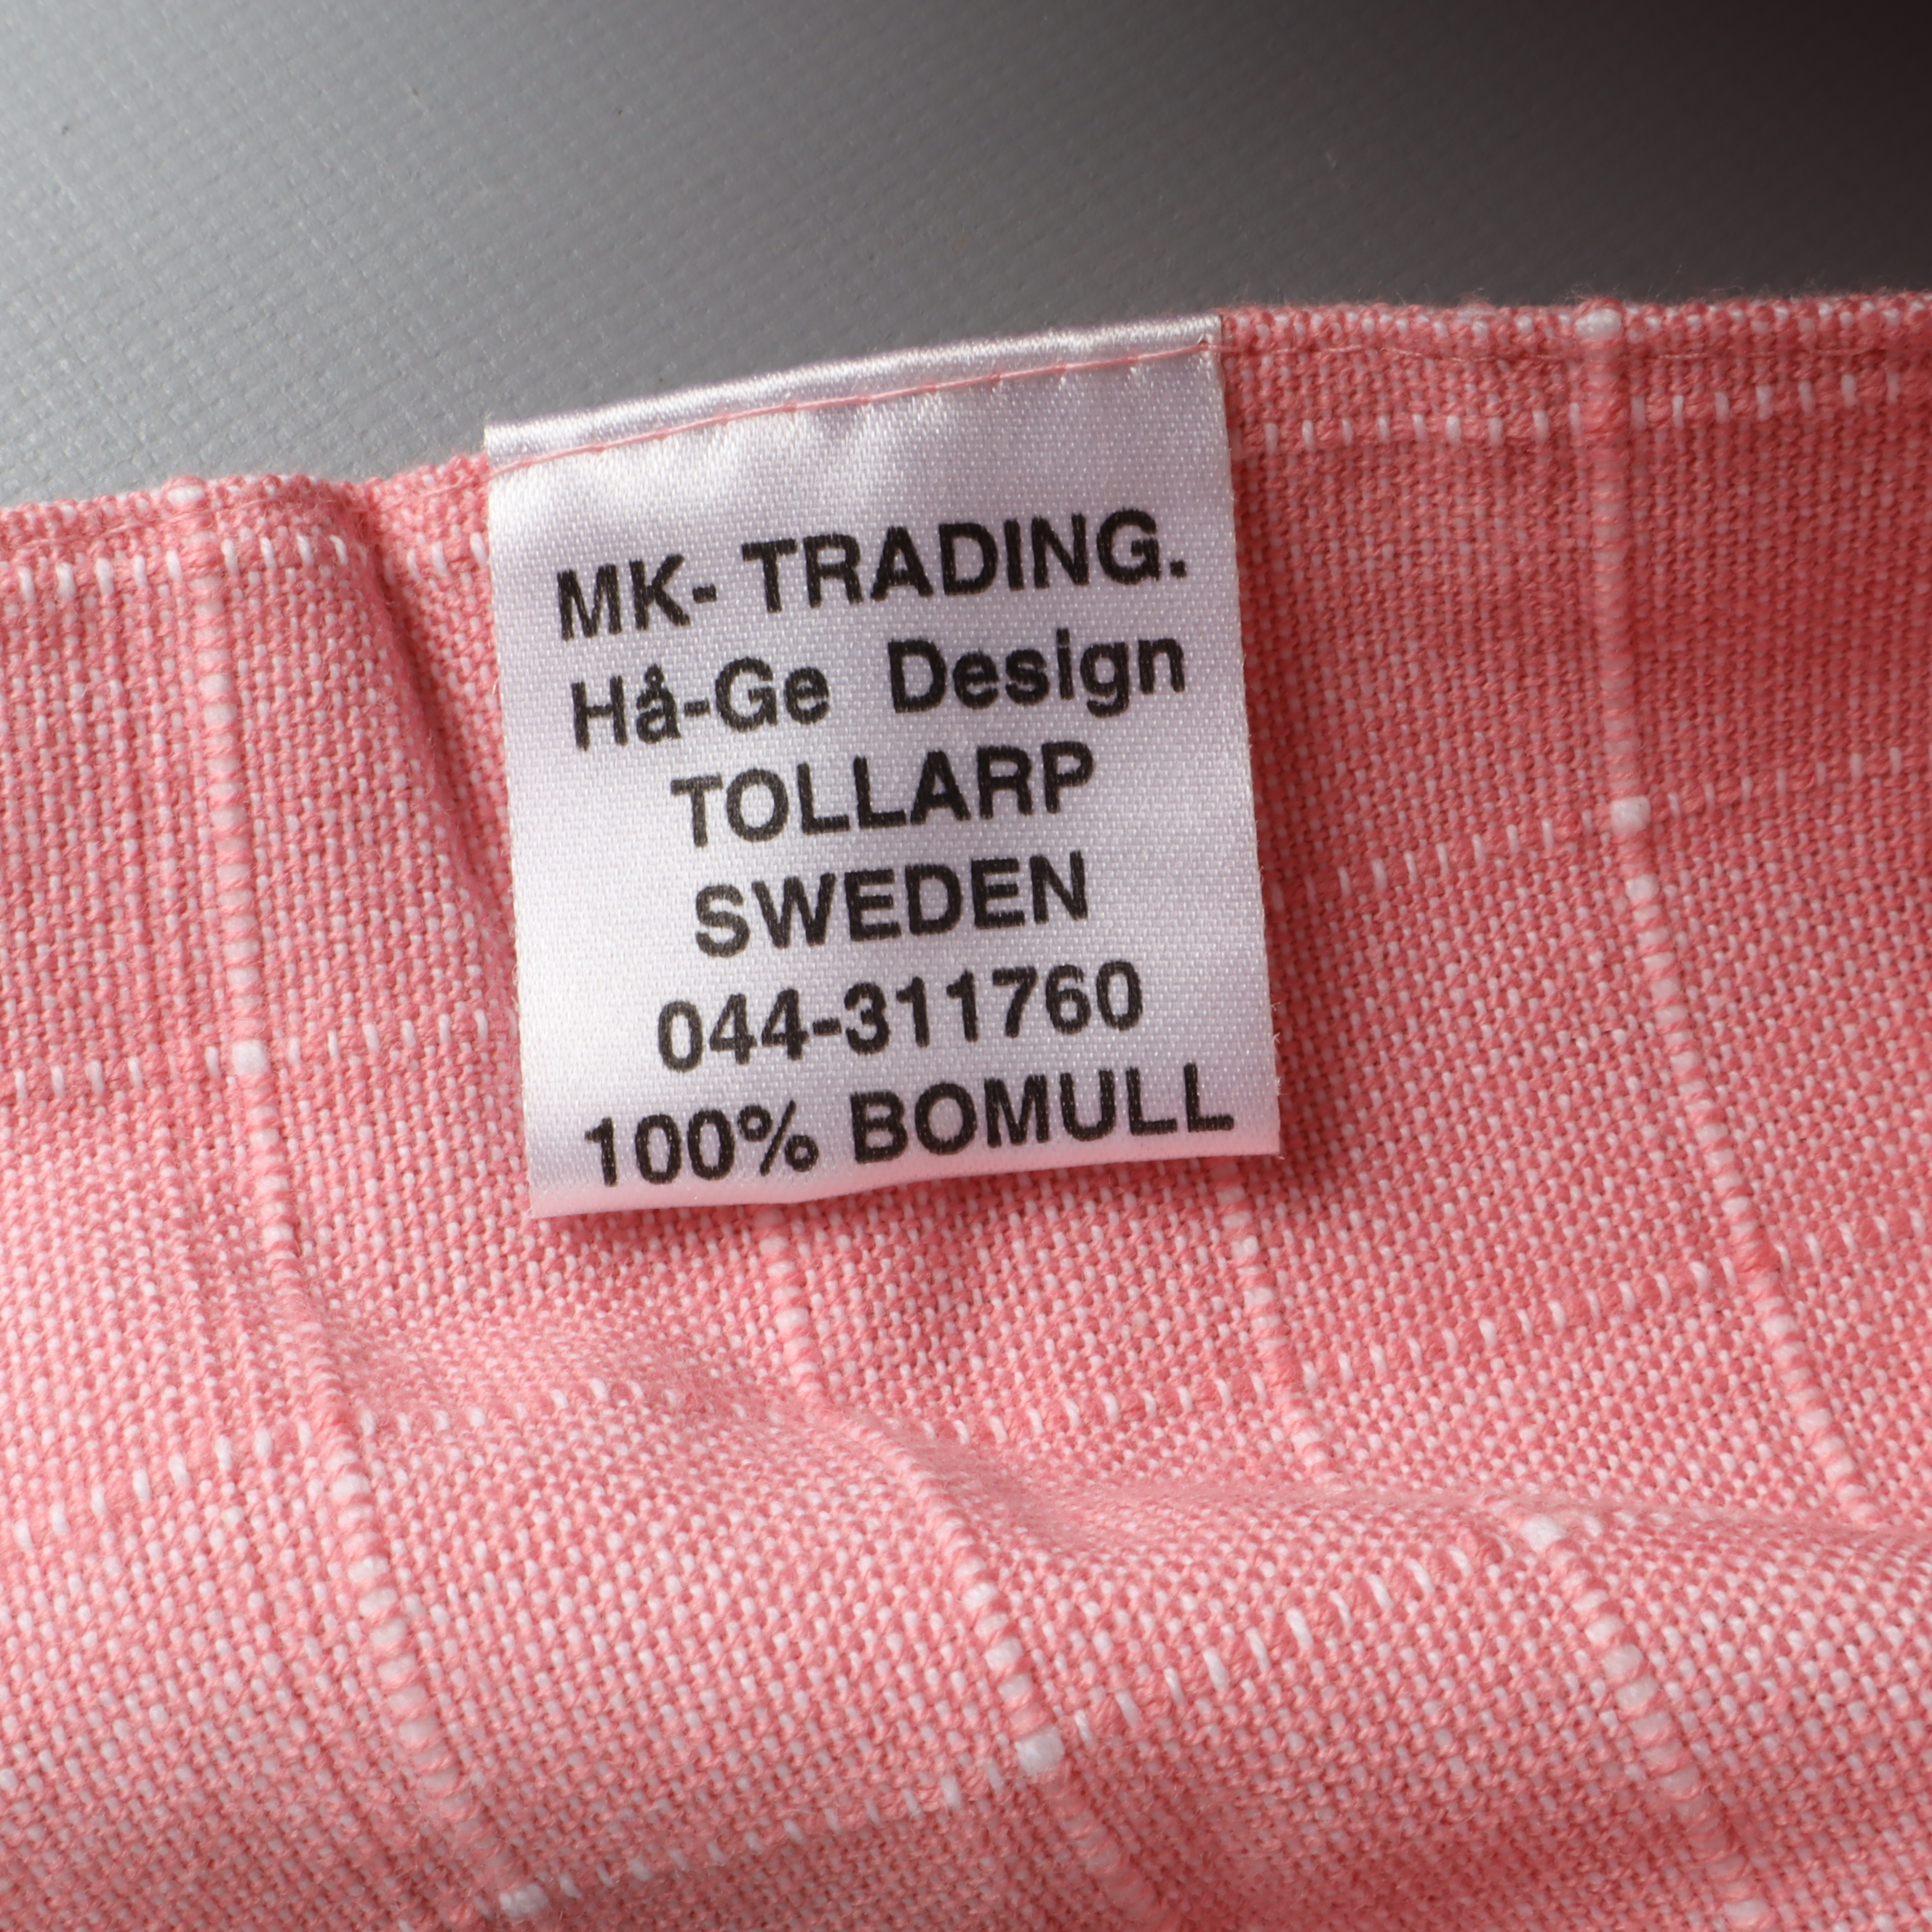 MK- TRADING.
Hå-Ge Design
TOLLARP
SWEDEN
044-311760
100% BOMULL